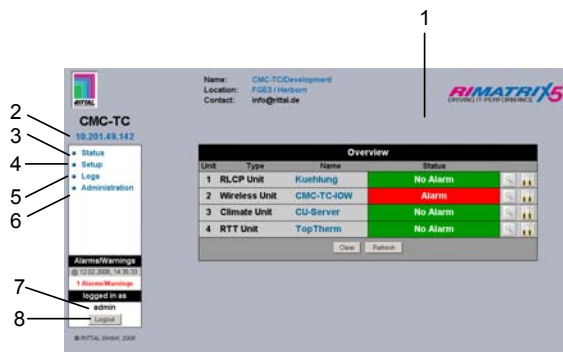 1
RITTAL
Name: CMC-TC/Development
Location: FGE3 / Herborn
Contact: info@rittal.de
RIMATRIX5
DRIVING IT-PERFORMANCE
CMC-TC
2
10.201.49.142
3
Status
4
Setup
5
Logs
6
Administration
Overview
Unit Type Name Status
1 RLCP Unit Kuehlung No Alarm
2 Wireless Unit CMC-TC-IOW Alarm
3 Climate Unit CU-Server No Alarm
4 RTT Unit TopTherm No Alarm
Clear Refresh
Alarms/Warnings
12.02.2008, 14:36:33
1 Alarms/Warnings
logged in as
7
admin
8
Logout
© RITTAL GmbH, 2006